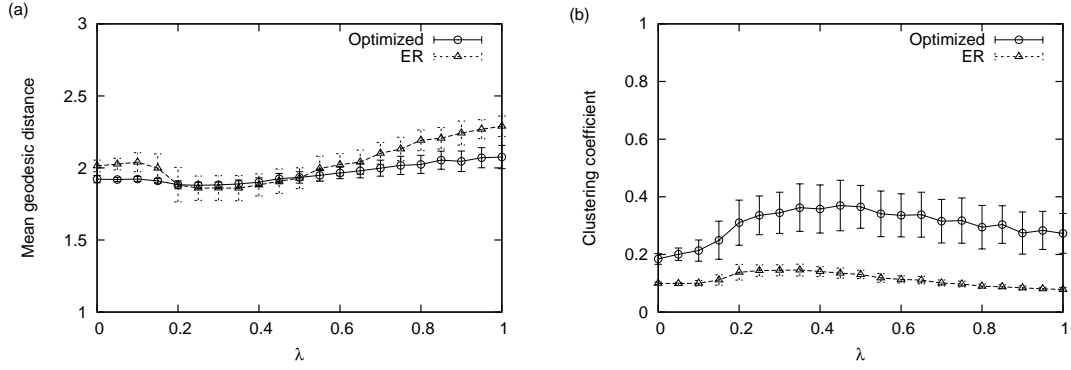 (a)
3
2.5
2
1.5
1
Mean geodesic distance
Optimized
ER
0 0.2 0.4 0.6 0.8 1
λ
(b)
1
0.8
0.6
0.4
0.2
0
Clustering coefficient
Optimized
ER
0 0.2 0.4 0.6 0.8 1
λ